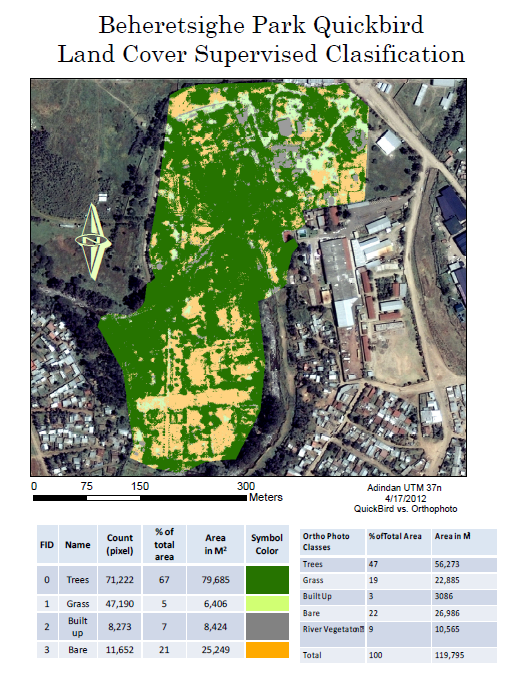 Beheretsighe Park Quickbird
Land Cover Supervised Clasification
N
0 75 150 300
Meters
Adindan UTM 37n
4/17/2012
QuickBird vs. Orthophoto
FID Name Count (pixel) % of total area Area in M² Symbol Color
0 Trees 71,222 67 79,685
1 Grass 47,190 5 6,406
2 Built up 8,273 7 8,424
3 Bare 11,652 21 25,249
Ortho Photo Classes % of Total Area Area in M
Trees 47 56,273
Grass 19 22,885
Built Up 3 3086
Bare 22 26,986
River Vegetaton 9 10,565
Total 100 119,795